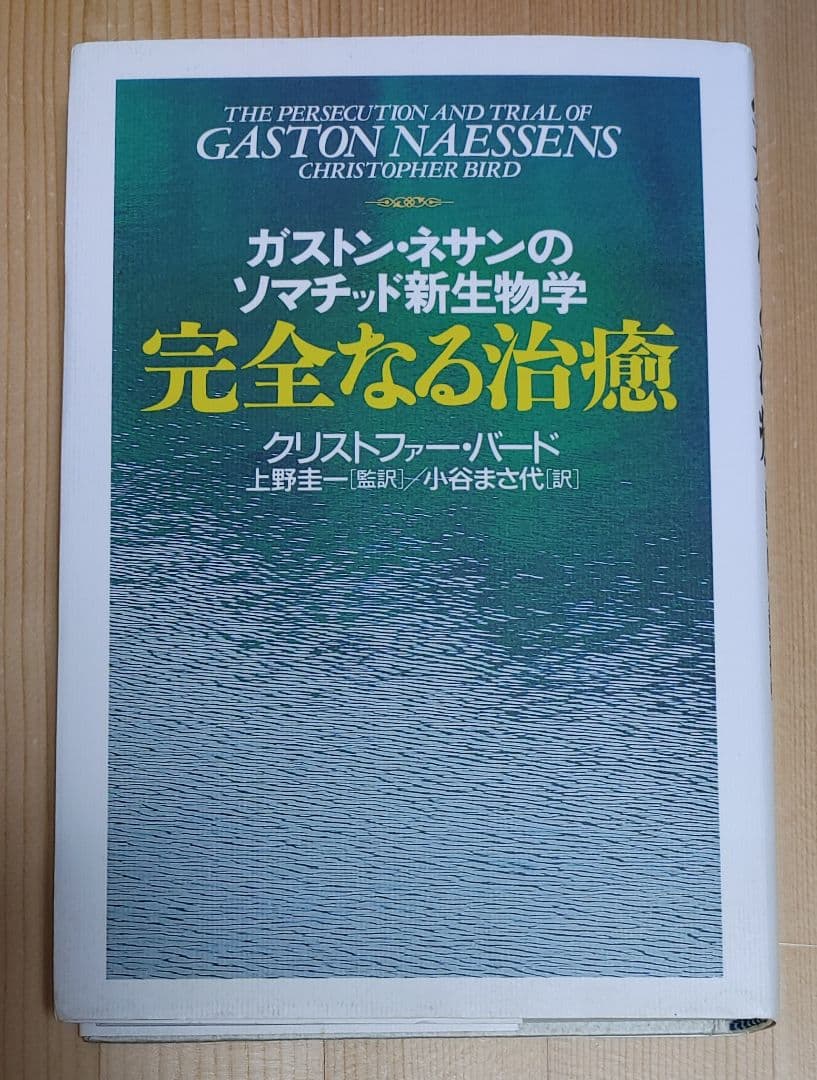 THE PERSECUTION AND TRIAL OF
GASTON NAESSENS
CHRISTOPHER BIRD
ガストン・ネサンの
ソマチッド新生物学
完全なる治癒
クリストファー・バード
上野圭一[監訳]/小谷まさ代[訳]